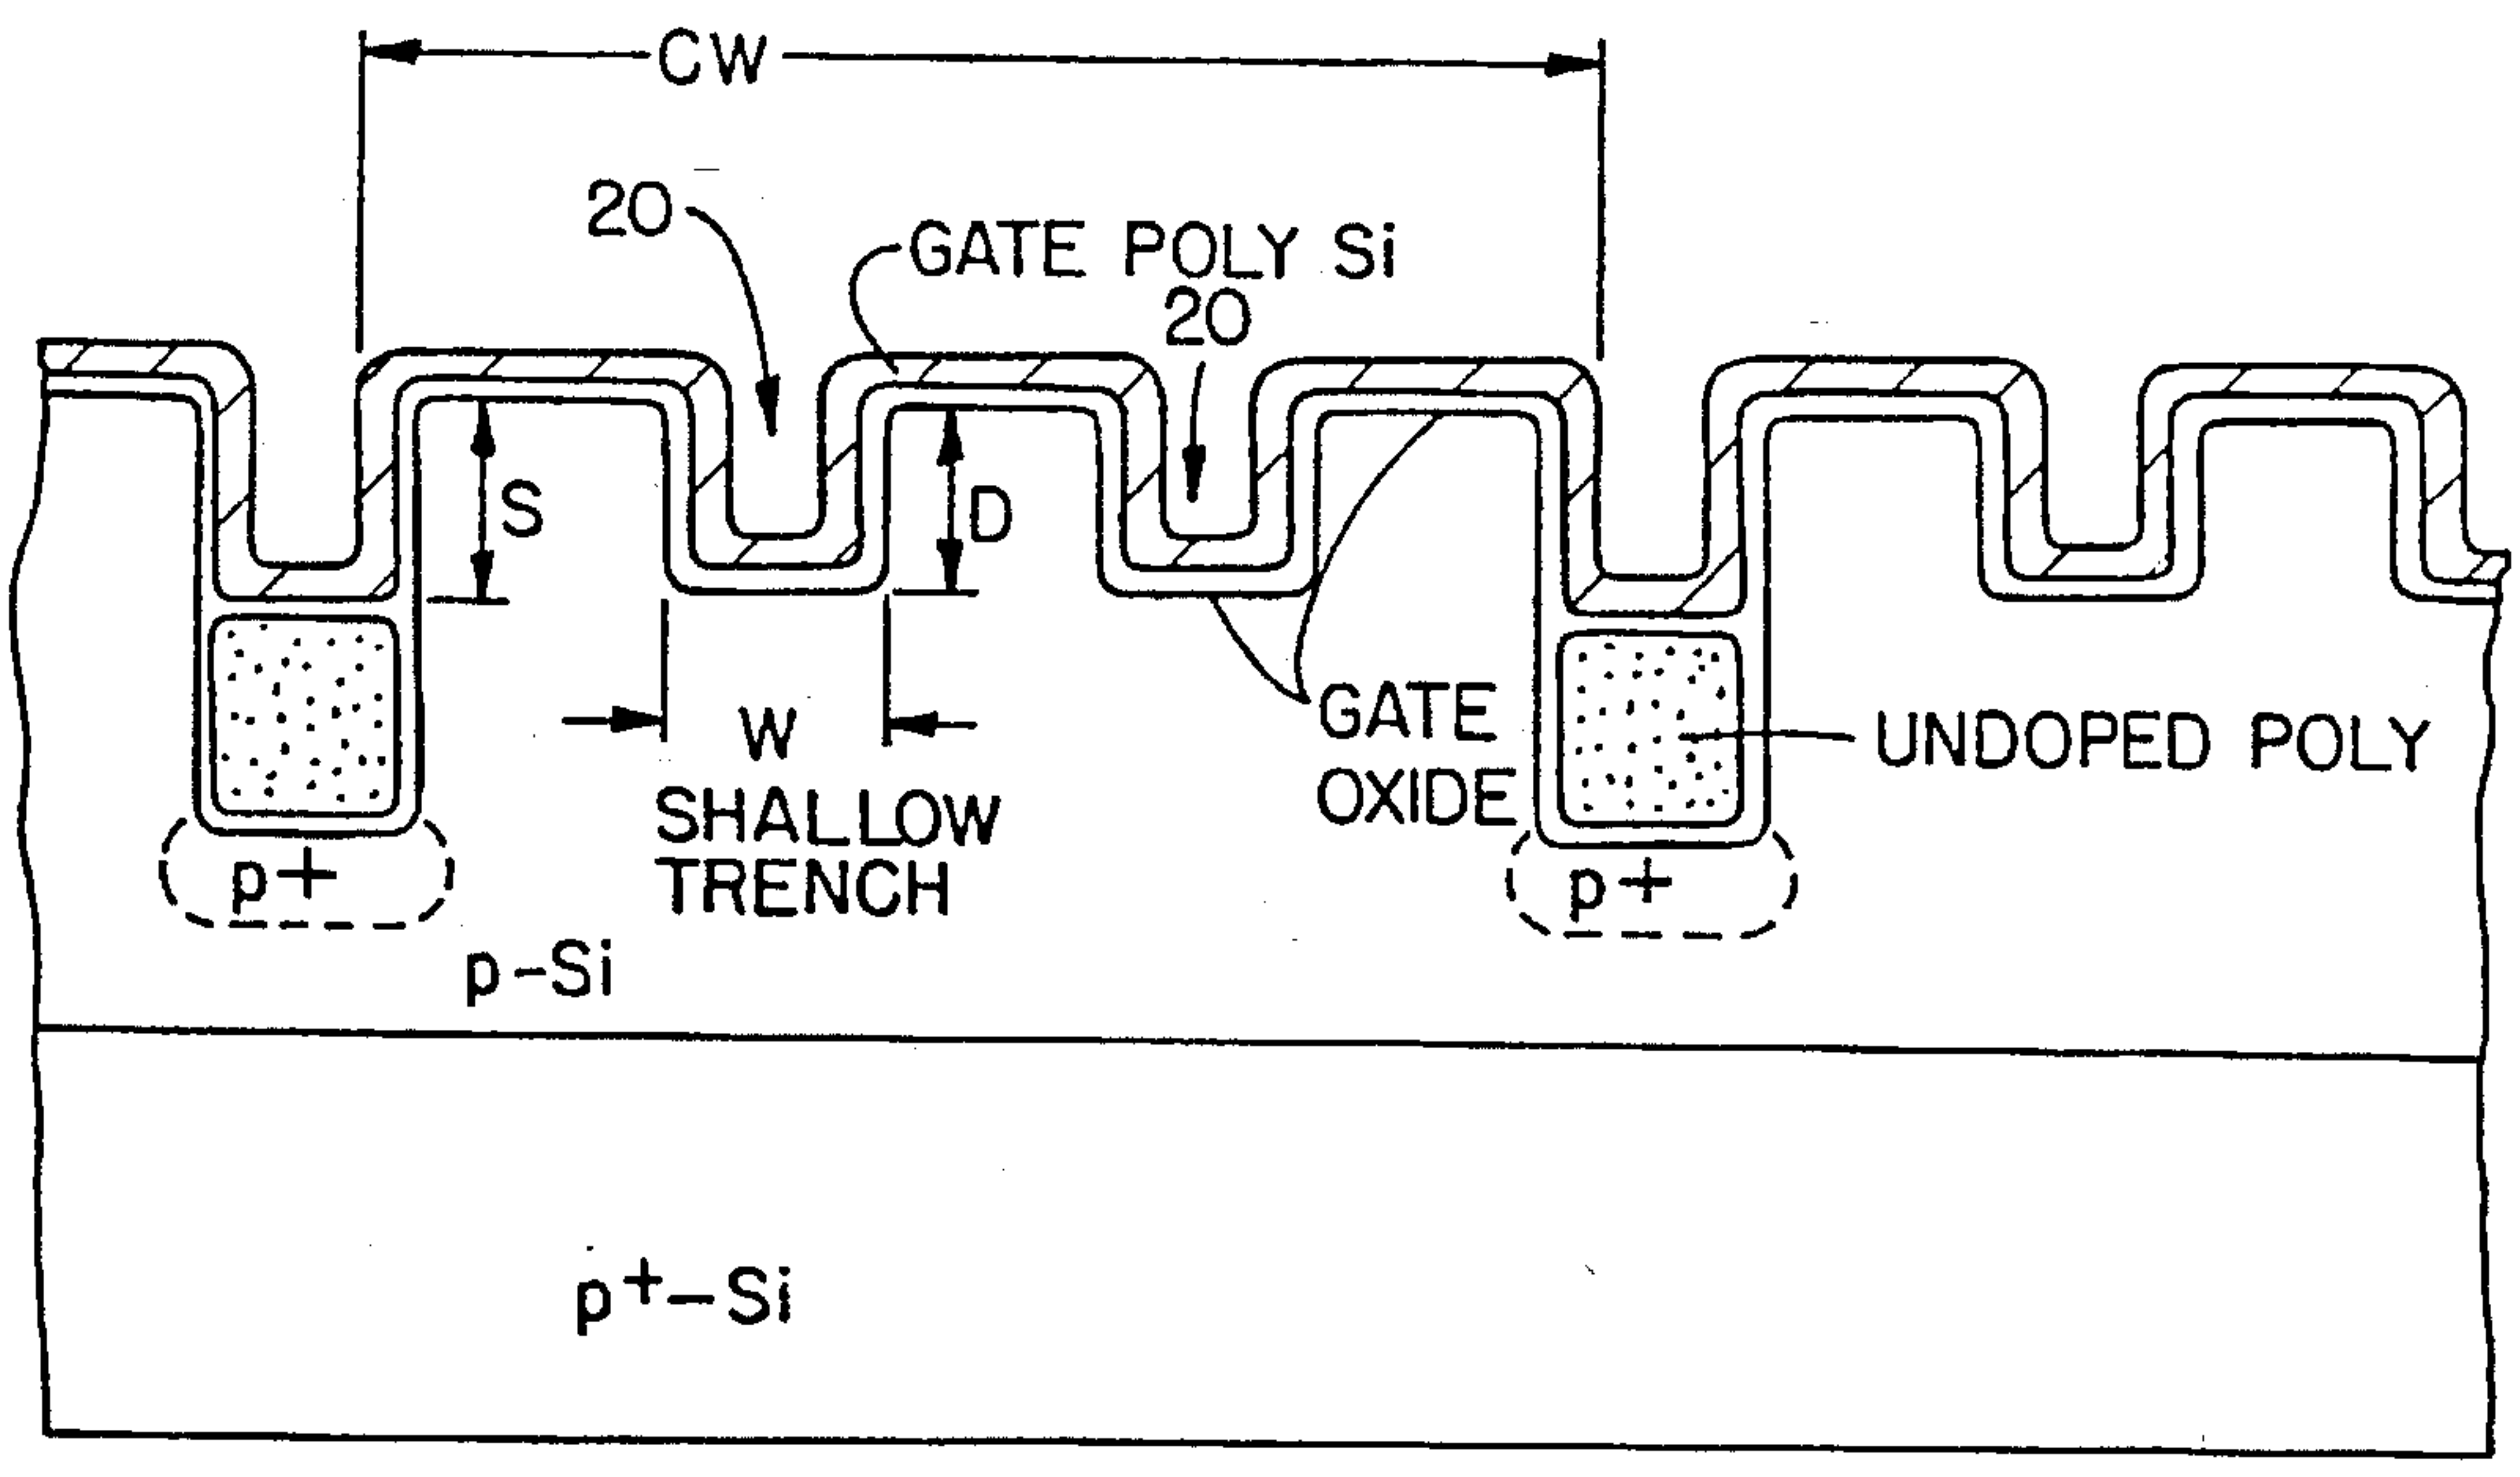 CW
20
GATE POLY Si
20
S
D
W
SHALLOW
TRENCH
GATE
OXIDE
UNDOPED POLY
p+
p+
p-Si
p+-Si